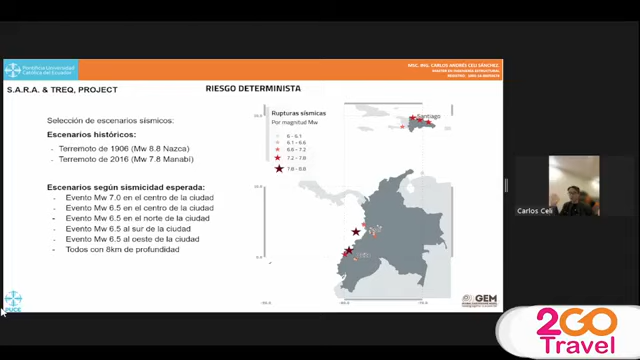 Pontificia Universidad
Católica del Ecuador
MSC. ING. CARLOS ANDRÉS CELI SÁNCHEZ
S.A.R.A. & TREQ, PROJECT
RIESGO DETERMINISTA
Selección de escenarios sísmicos:
Escenarios históricos:
- Terremoto de 1906 (Mw 8.8 Nazca)
- Terremoto de 2016 (Mw 7.8 Manabí)
Escenarios según sismicidad esperada:
- Evento Mw 7.0 en el centro de la ciudad
- Evento Mw 6.5 en el centro de la ciudad
- Evento Mw 6.5 en el norte de la ciudad
- Evento Mw 6.5 al sur de la ciudad
- Evento Mw 6.5 al oeste de la ciudad
- Todos con 8km de profundidad
Rupturas sísmicas
Por magnitud Mw
6 - 6.1
6.1 - 6.6
6.6 - 7.2
7.2 - 7.8
7.8 - 8.8
Santiago
GEM
PUCE
Carlos Celi
2GO
Travel